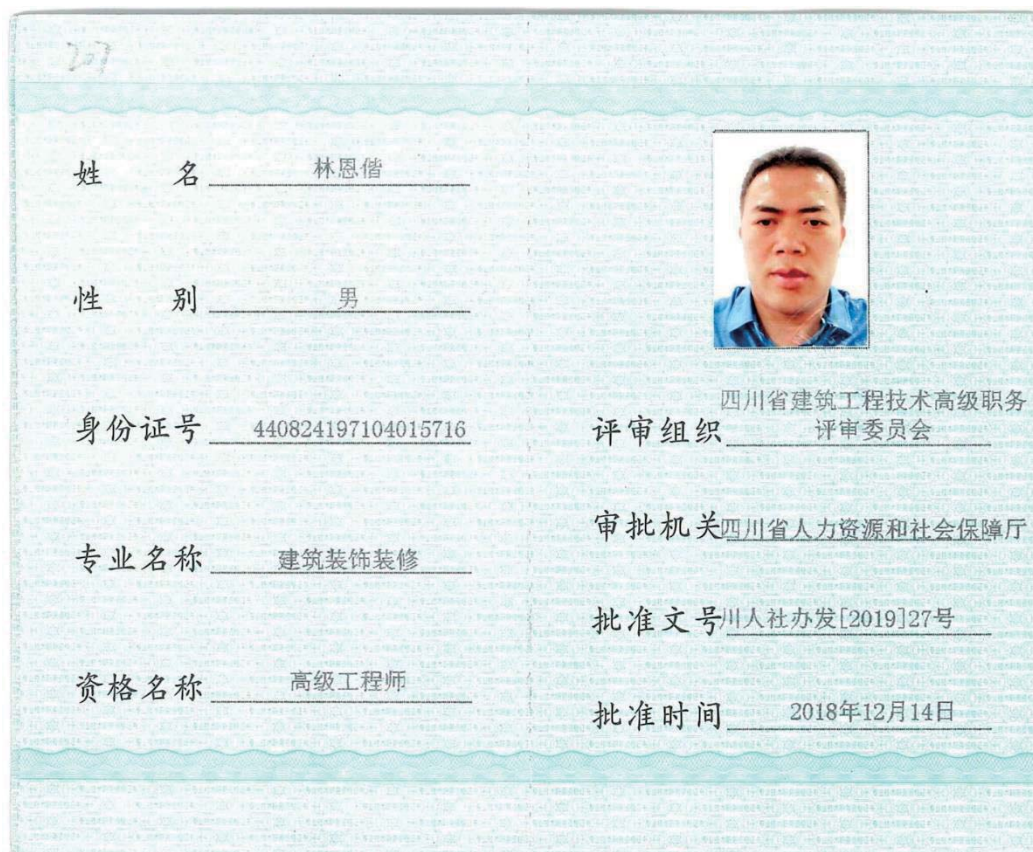 207
姓 名 林恩偕
性 别 男
身份证号 440824197104015716
专业名称 建筑装饰装修
资格名称 高级工程师
四川省建筑工程技术高级职务
评审组织 评审委员会
审批机关 四川省人力资源和社会保障厅
批准文号 川人社办发[2019]27号
批准时间 2018年12月14日